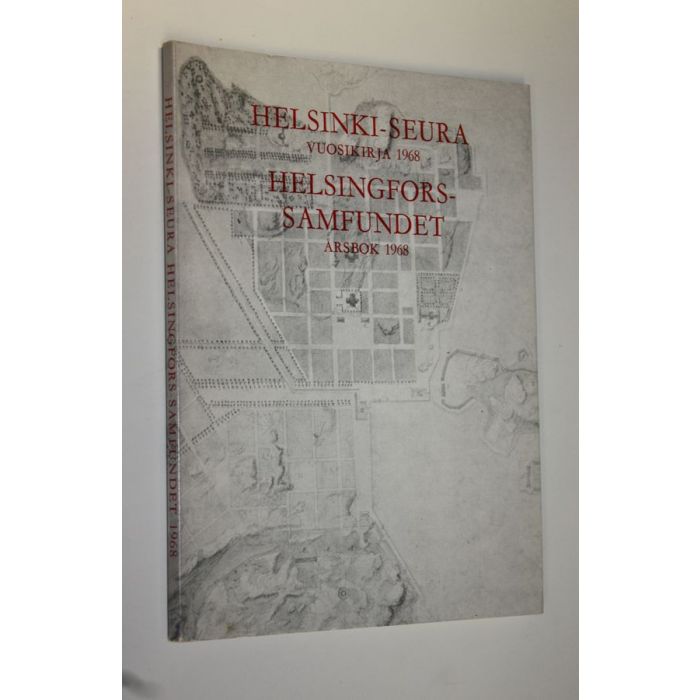 HELSINKI-SEURA
VUOSIKIRJA 1968
HELSINGFORS-
SAMFUNDET
ÅRSBOK 1968
HELSINKI-SEURA HELSINGFORS SAMFUNDET 1968